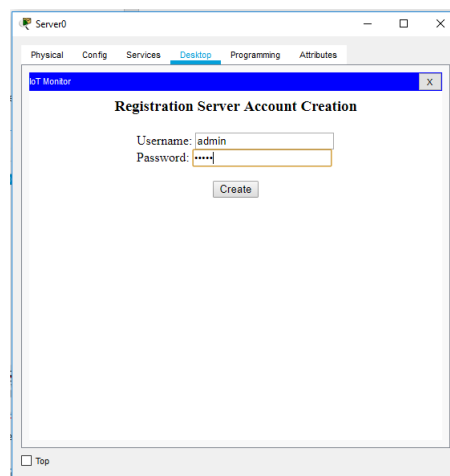 Server0
Physical Config Services Desktop Programming Attributes
IoT Monitor X
Registration Server Account Creation
Username: admin
Password: •••••
Create
Top